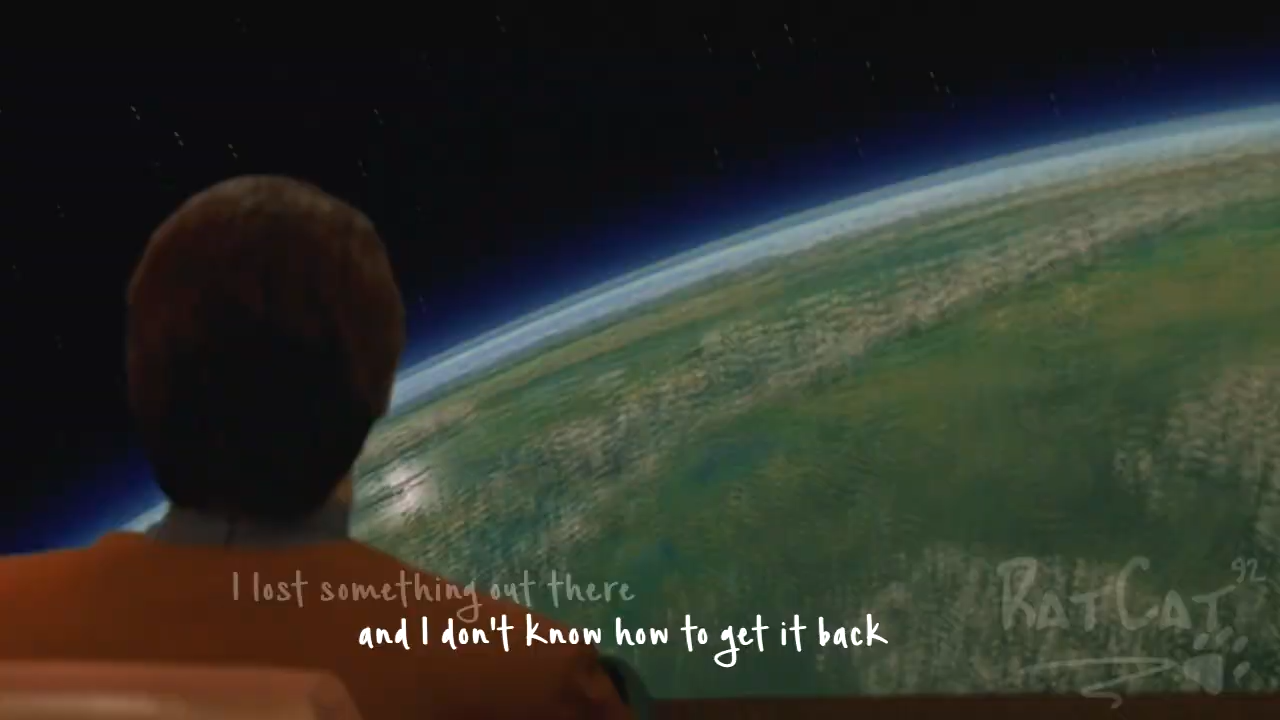 I lost something out there
and I don't know how to get it back
RatCat 92